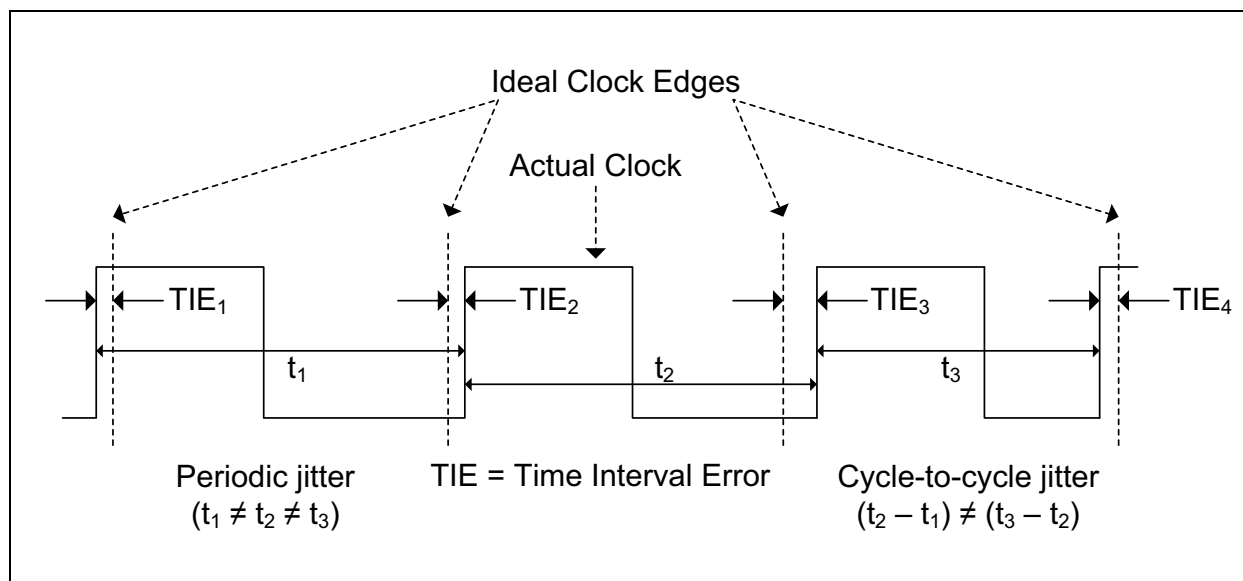 Ideal Clock Edges
Actual Clock
TIE₁
TIE₂
TIE₃
TIE₄
t₁
t₂
t₃
Periodic jitter
(t₁ ≠ t₂ ≠ t₃)
TIE = Time Interval Error
Cycle-to-cycle jitter
(t₂ – t₁) ≠ (t₃ – t₂)